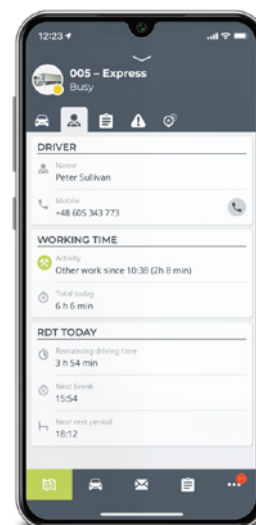 12:23
005 – Express
Busy
DRIVER
Name
Peter Sullivan
Mobile
+48 605 343 773
WORKING TIME
Activity
Other work since 10:38 (2h 8 min)
Total today
6 h 6 min
RDT TODAY
Remaining driving time
3 h 54 min
Next break
15:54
Next rest period
18:12